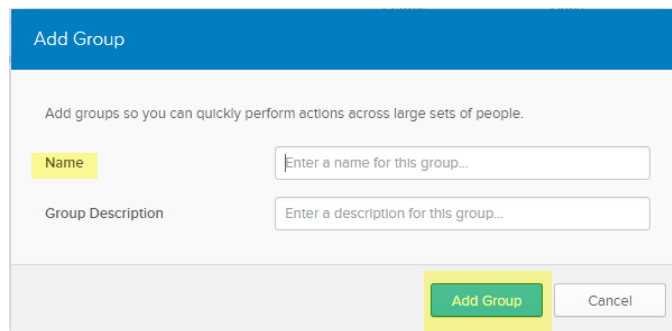 Add Group
Add groups so you can quickly perform actions across large sets of people.
Name Enter a name for this group...
Group Description Enter a description for this group...
Add Group Cancel